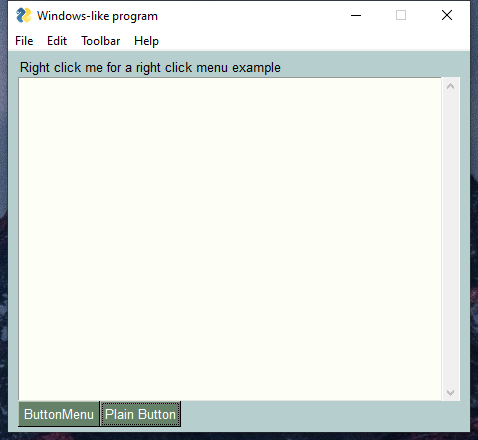 Windows-like program
File Edit Toolbar Help
Right click me for a right click menu example
ButtonMenu Plain Button